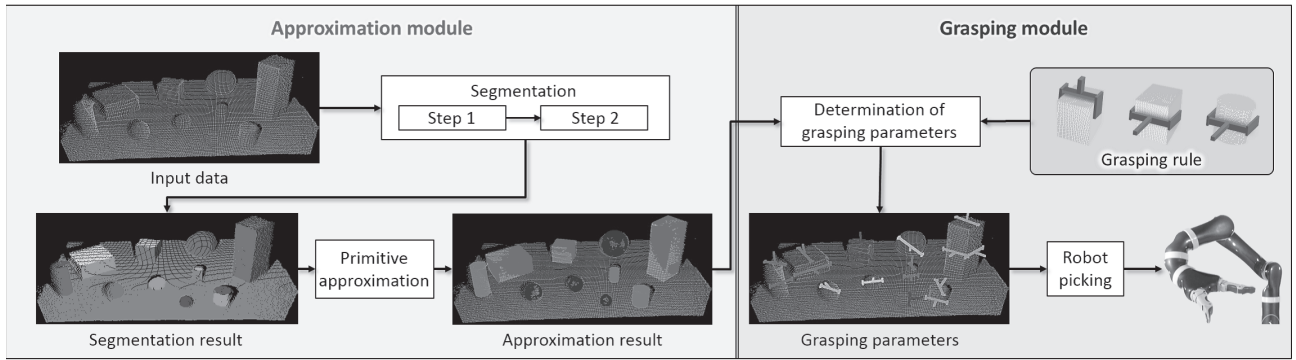 Approximation module
Grasping module
Segmentation
Step 1
Step 2
Input data
Determination of
grasping parameters
Grasping rule
Primitive
approximation
Robot
picking
Segmentation result
Approximation result
Grasping parameters